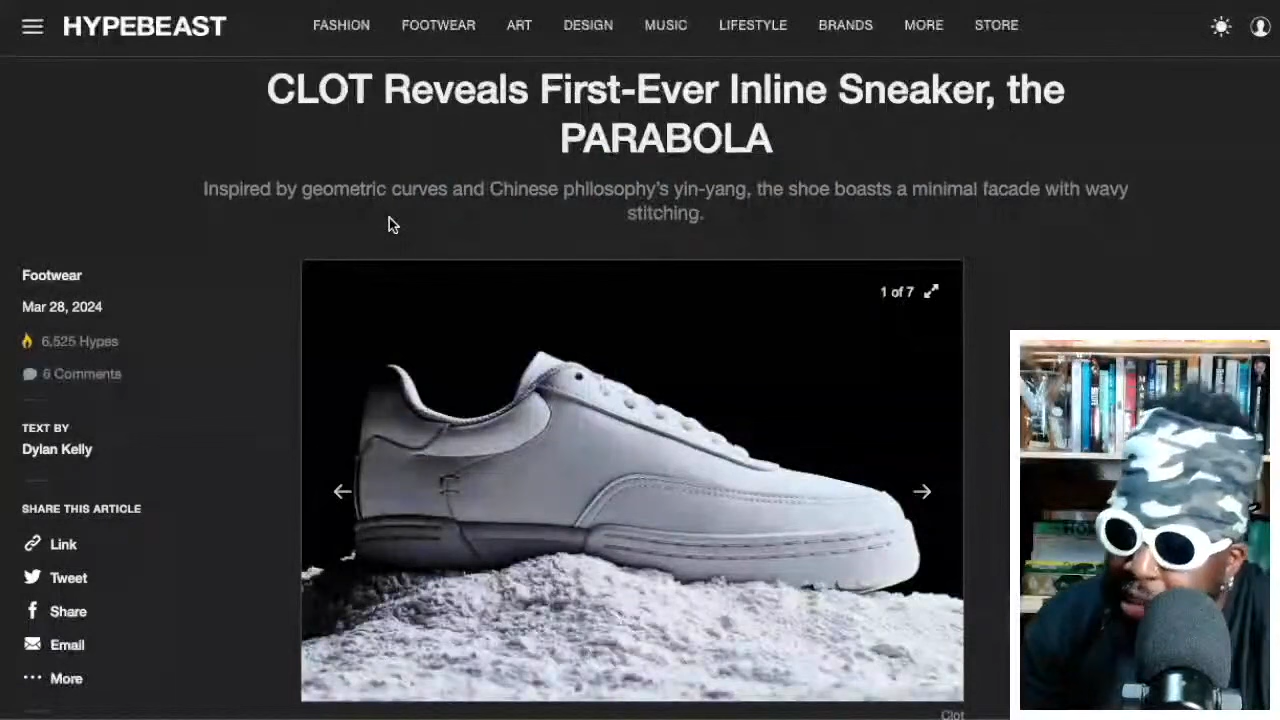 HYPEBEAST
FASHION FOOTWEAR ART DESIGN MUSIC LIFESTYLE BRANDS MORE STORE
CLOT Reveals First-Ever Inline Sneaker, the
PARABOLA
Inspired by geometric curves and Chinese philosophy's yin-yang, the shoe boasts a minimal facade with wavy
stitching.
Footwear
Mar 28, 2024
6,525 Hypes
6 Comments
TEXT BY
Dylan Kelly
SHARE THIS ARTICLE
Link
Tweet
Share
Email
More
1 of 7
Clot